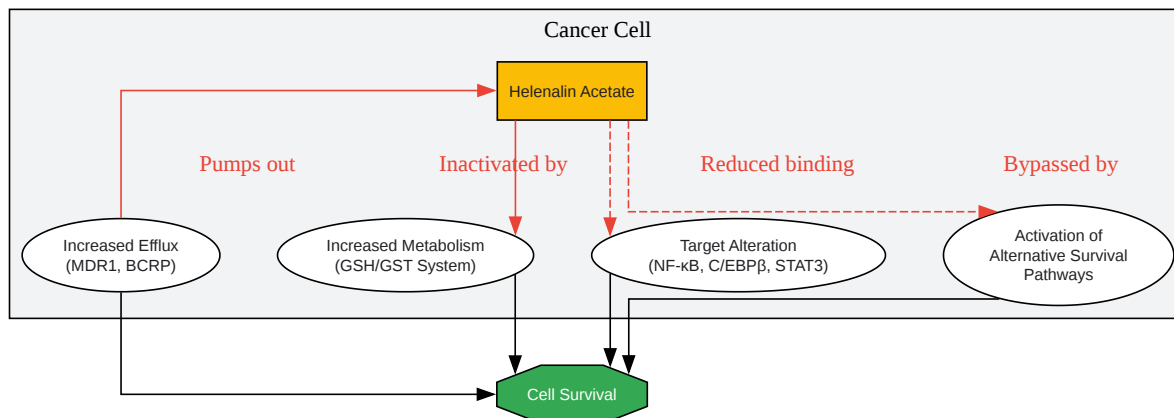 Cancer Cell
Helenalin Acetate
Pumps out
Inactivated by
Reduced binding
Bypassed by
Increased Efflux
(MDR1, BCRP)
Increased Metabolism
(GSH/GST System)
Target Alteration
(NF-κB, C/EBPβ, STAT3)
Activation of
Alternative Survival
Pathways
Cell Survival